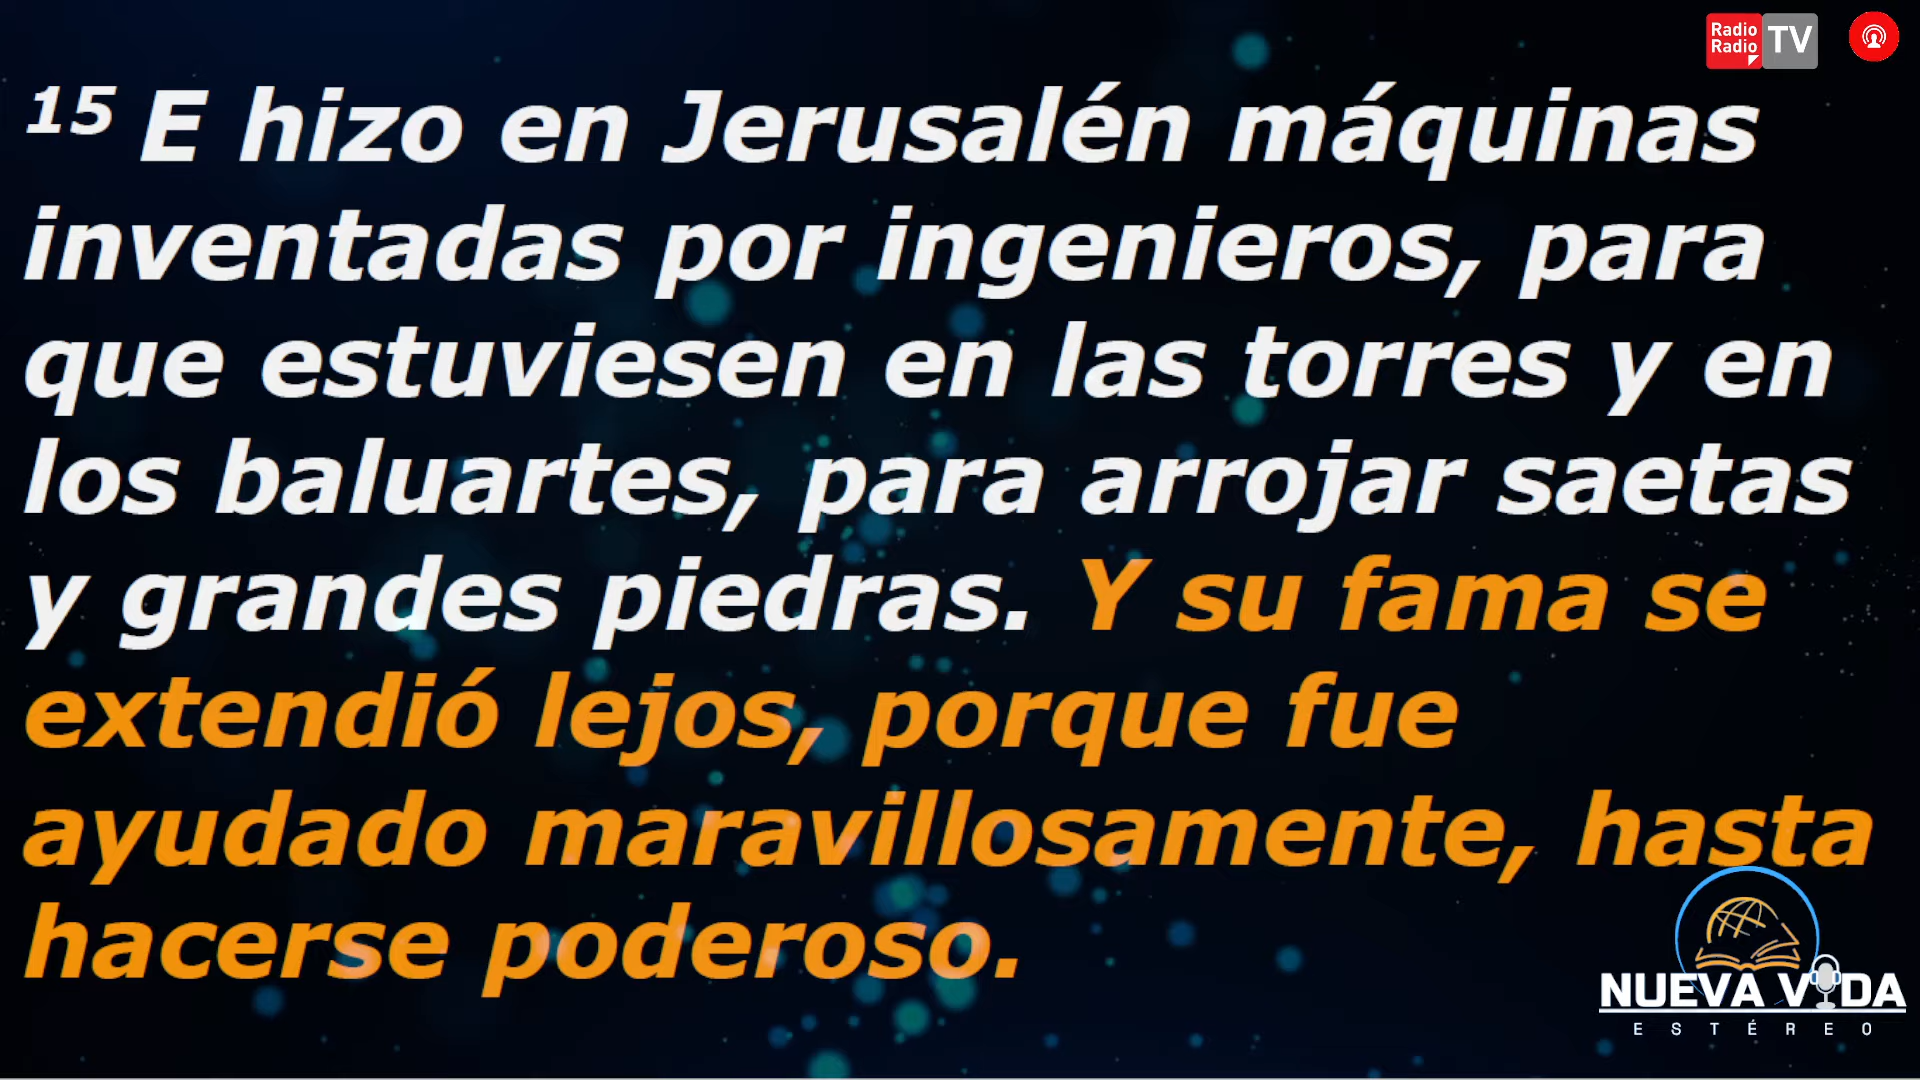 Radio
Radio
TV
15 E hizo en Jerusalén máquinas
inventadas por ingenieros, para
que estuviesen en las torres y en
los baluartes, para arrojar saetas
y grandes piedras. Y su fama se
extendió lejos, porque fue
ayudado maravillosamente, hasta
hacerse poderoso.
NUEVA VIDA
ESTÉREO